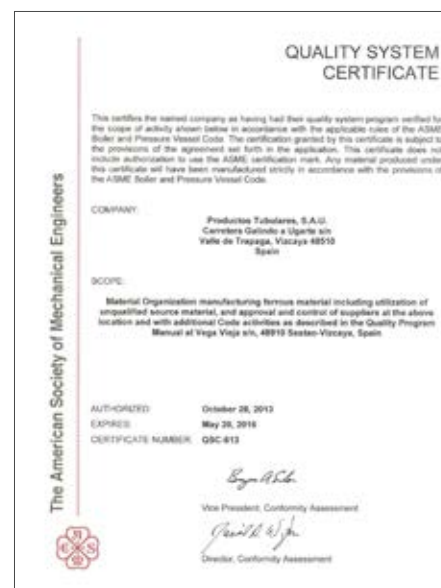 QUALITY SYSTEM
CERTIFICATE
This certifies the named company as having had their quality system program verified for
the scope of activity shown below in accordance with the applicable rules of the ASME
Boiler and Pressure Vessel Code. The certification granted by this certificate is subject to
the provisions of the agreement set forth in the application. This certificate does not
include authorization to use the ASME certification mark. Any material produced under
this certificate will have been manufactured strictly in accordance with the provisions of
the ASME Boiler and Pressure Vessel Code.
COMPANY:
Productos Tubulares, S.A.U.
Carretera Galindo a Ugarte s/n
Valle de Trapaga, Vizcaya 48510
Spain
SCOPE:
Material Organization manufacturing ferrous material including utilization of
unqualified source material, and approval and control of suppliers at the above
location and with additional Code activities as described in the Quality Program
Manual at Vega Vieja s/n, 48910 Sestao-Vizcaya, Spain
AUTHORIZED: October 28, 2013
EXPIRES: May 20, 2016
CERTIFICATE NUMBER: QSC-613
Vice President, Conformity Assessment
Director, Conformity Assessment
The American Society of Mechanical Engineers